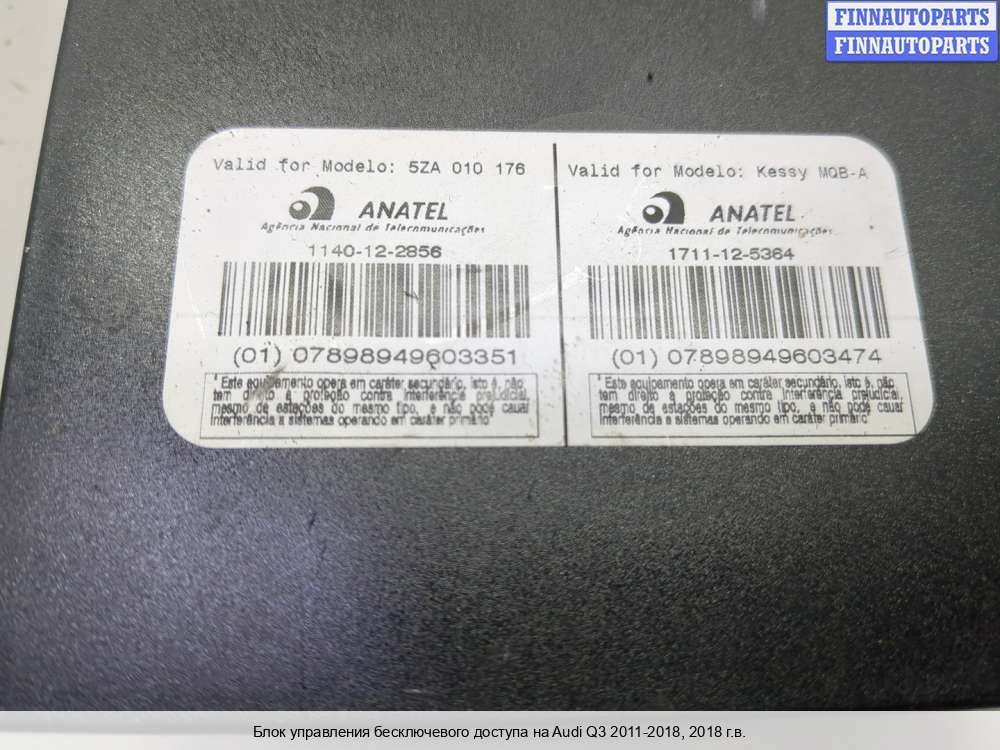 FINNAUTOPARTS
FINNAUTOPARTS
Valid for Modelo: 5ZA 010 176
ANATEL
Agência Nacional de Telecomunicações
1140-12-2856
(01) 07898949603351
"Este equipamento opera em caráter secundário, isto é, não
tem direito a proteção contra interferência prejudicial,
mesmo de estações do mesmo tipo, e não pode causar
interferência a sistemas operando em caráter primário"
Valid for Modelo: Kessy MQB-A
ANATEL
Agência Nacional de Telecomunicações
1711-12-5364
(01) 07898949603474
"Este equipamento opera em caráter secundário, isto é, não
tem direito a proteção contra interferência prejudicial,
mesmo de estações do mesmo tipo, e não pode causar
interferência a sistemas operando em caráter primário"
Блок управления бесключевого доступа на Audi Q3 2011-2018, 2018 г.в.